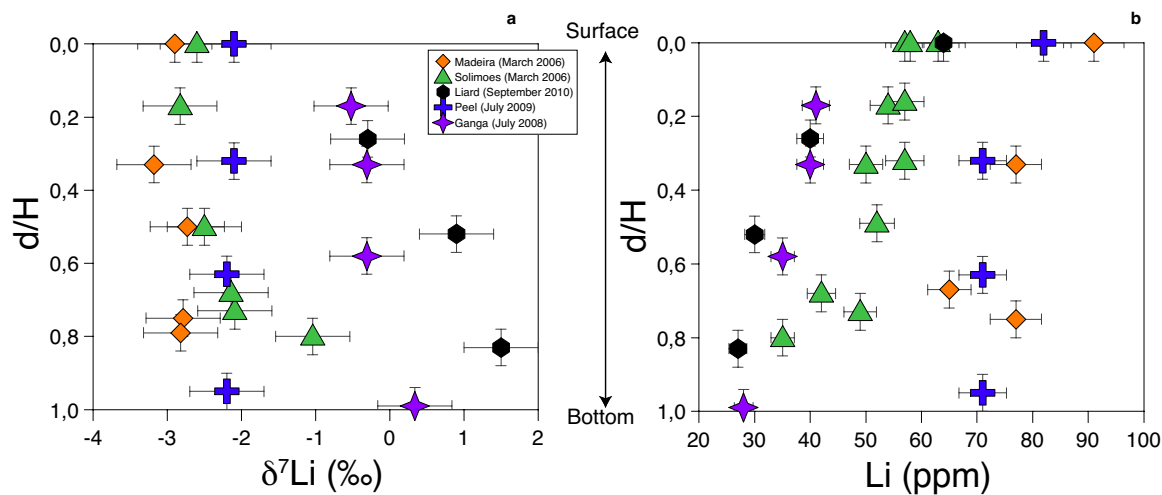 a
b
Surface
Bottom
0,0
0,2
0,4
0,6
0,8
1,0
d/H
-4 -3 -2 -1 0 1 2
δ⁷Li (‰)
Madeira (March 2006)
Solimoes (March 2006)
Liard (September 2010)
Peel (July 2009)
Ganga (July 2008)
0,0
0,2
0,4
0,6
0,8
1,0
d/H
20 30 40 50 60 70 80 90 100
Li (ppm)